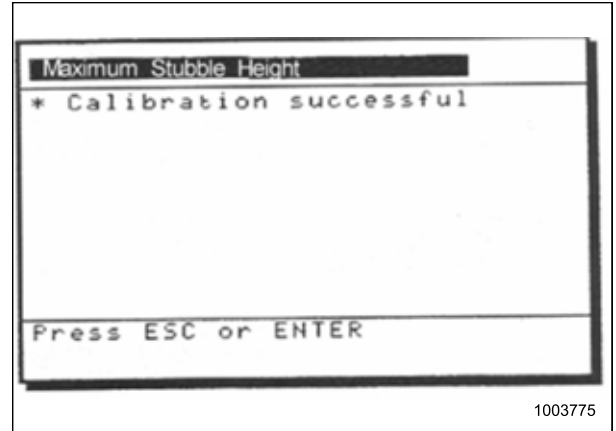 Maximum Stubble Height
* Calibration successful
Press ESC or ENTER
1003775